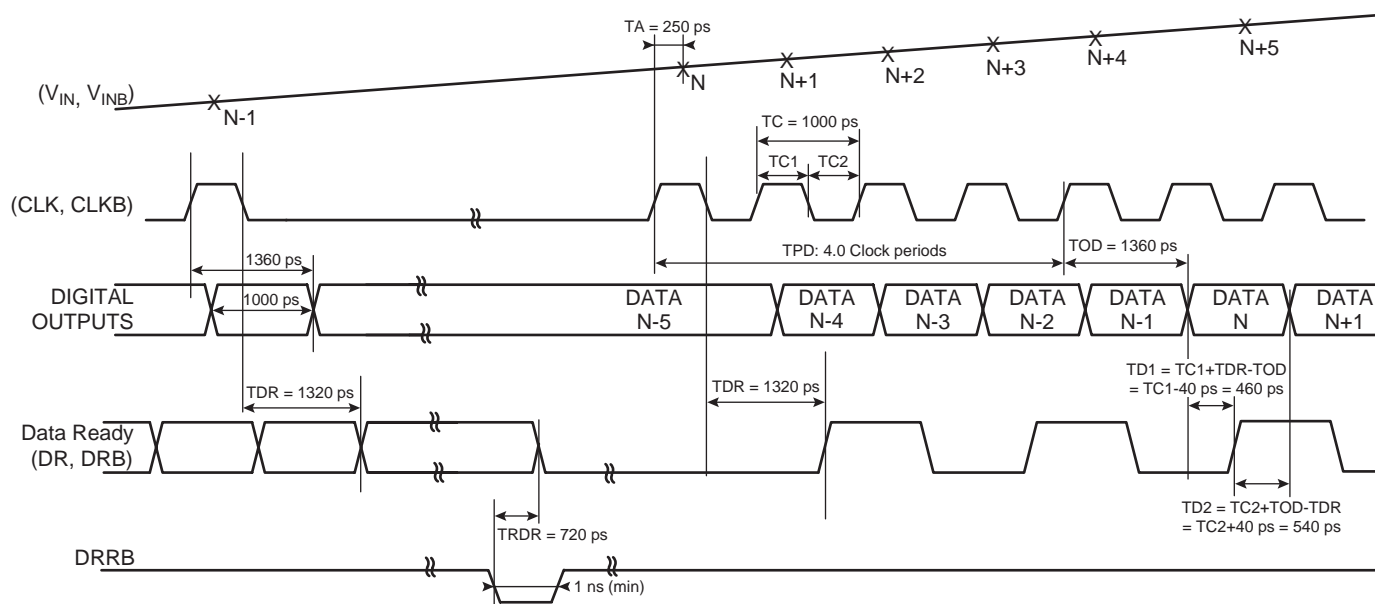 TA = 250 ps
N-1
N
N+1
N+2
N+3
N+4
N+5
(VIN, VINB)
TC = 1000 ps
TC1
TC2
(CLK, CLKB)
1360 ps
TPD: 4.0 Clock periods
TOD = 1360 ps
1000 ps
DIGITAL
OUTPUTS
DATA
N-5
DATA
N-4
DATA
N-3
DATA
N-2
DATA
N-1
DATA
N
DATA
N+1
TDR = 1320 ps
TDR = 1320 ps
TD1 = TC1+TDR-TOD
= TC1-40 ps = 460 ps
Data Ready
(DR, DRB)
TRDR = 720 ps
TD2 = TC2+TOD-TDR
= TC2+40 ps = 540 ps
DRRB
1 ns (min)